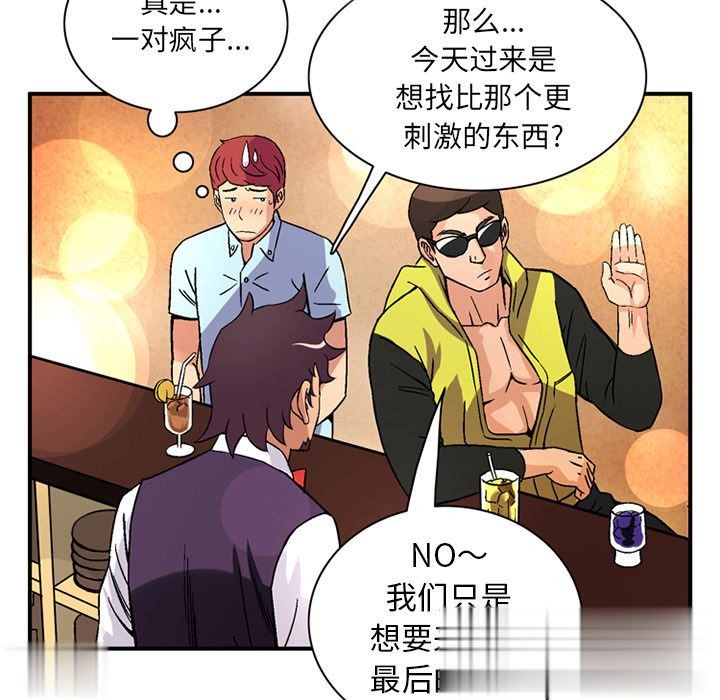 真是...
一对疯子...
那么...
今天过来是
想找比那个更
刺激的东西?
NO～
我们只是
想要
最后